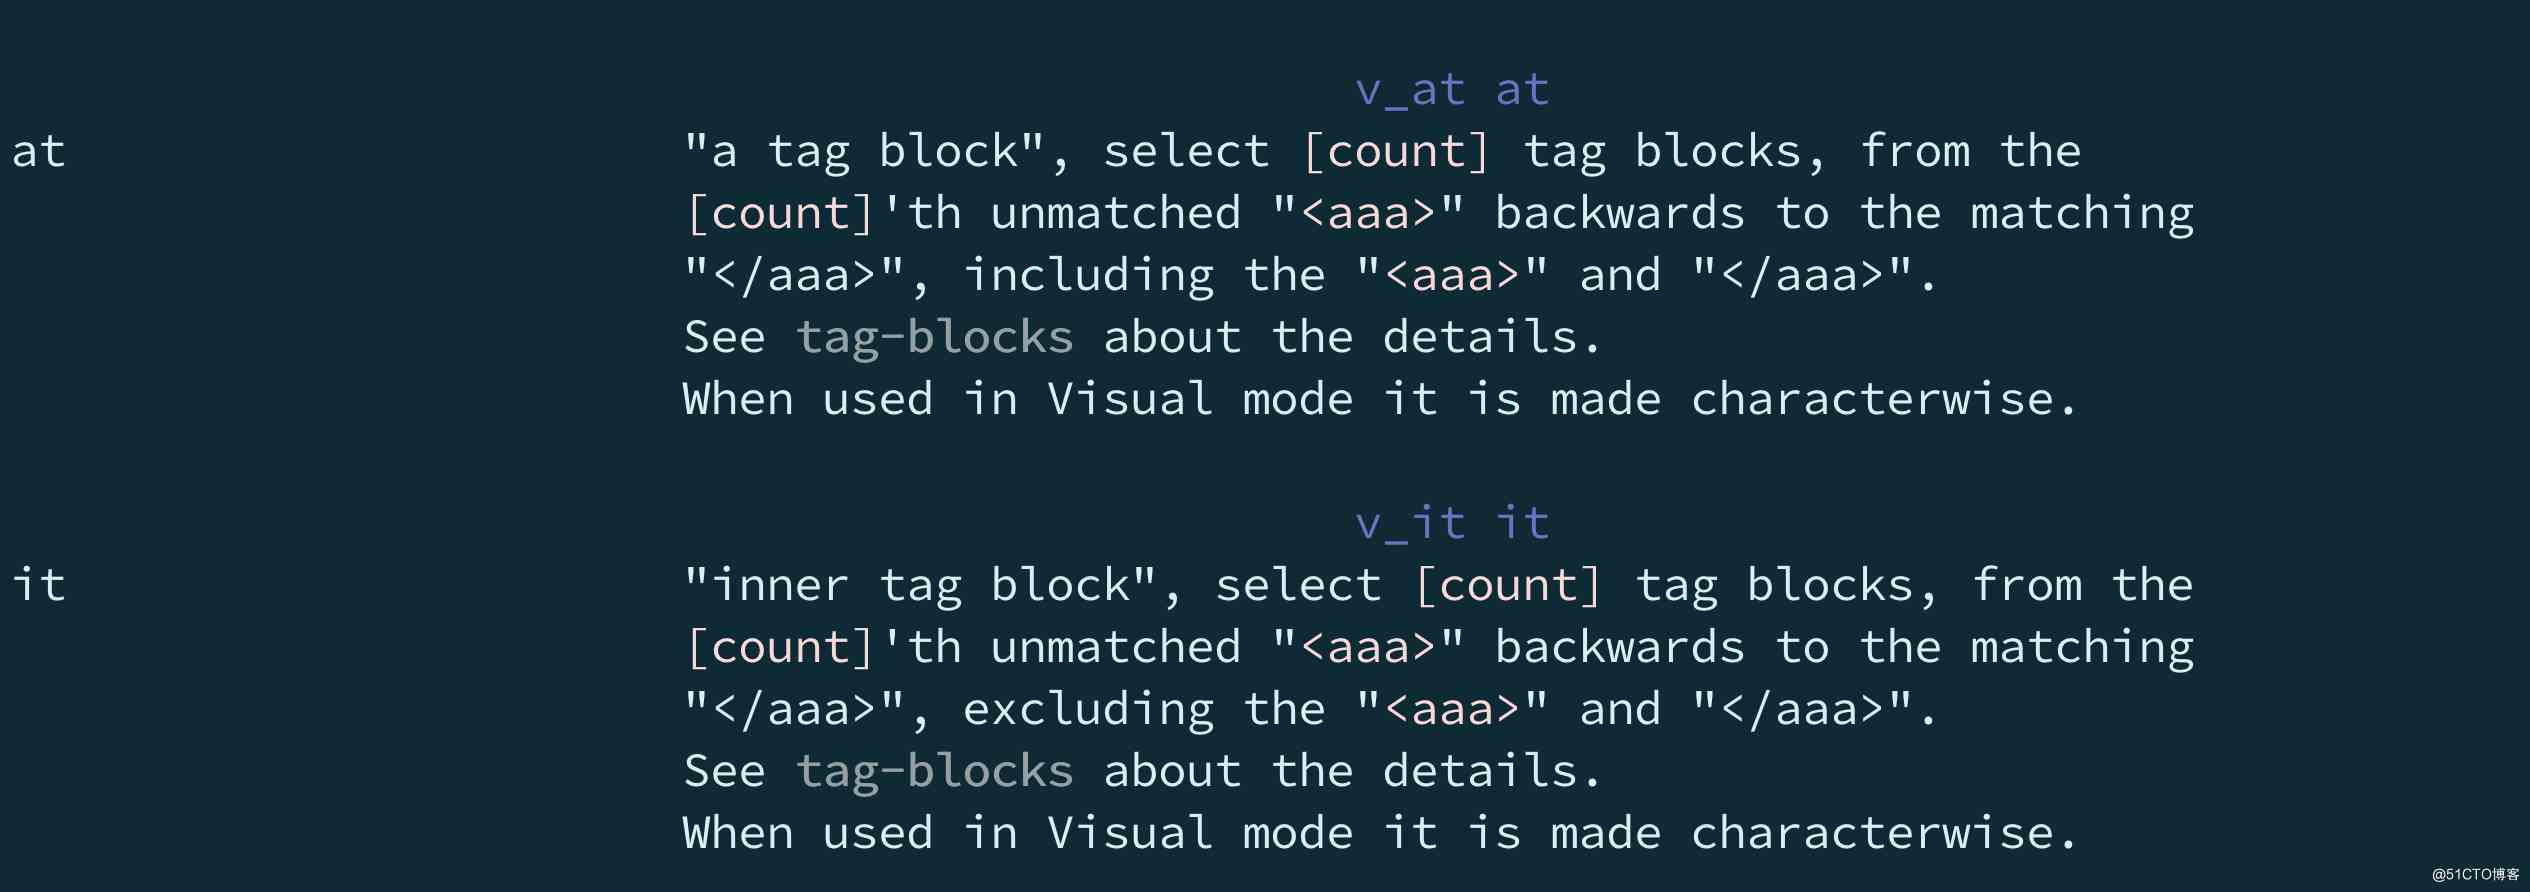 v_at at
at "a tag block", select [count] tag blocks, from the
[count]'th unmatched "<aaa>" backwards to the matching
"</aaa>", including the "<aaa>" and "</aaa>".
See tag-blocks about the details.
When used in Visual mode it is made characterwise.
v_it it
it "inner tag block", select [count] tag blocks, from the
[count]'th unmatched "<aaa>" backwards to the matching
"</aaa>", excluding the "<aaa>" and "</aaa>".
See tag-blocks about the details.
When used in Visual mode it is made characterwise.
@51CTO博客